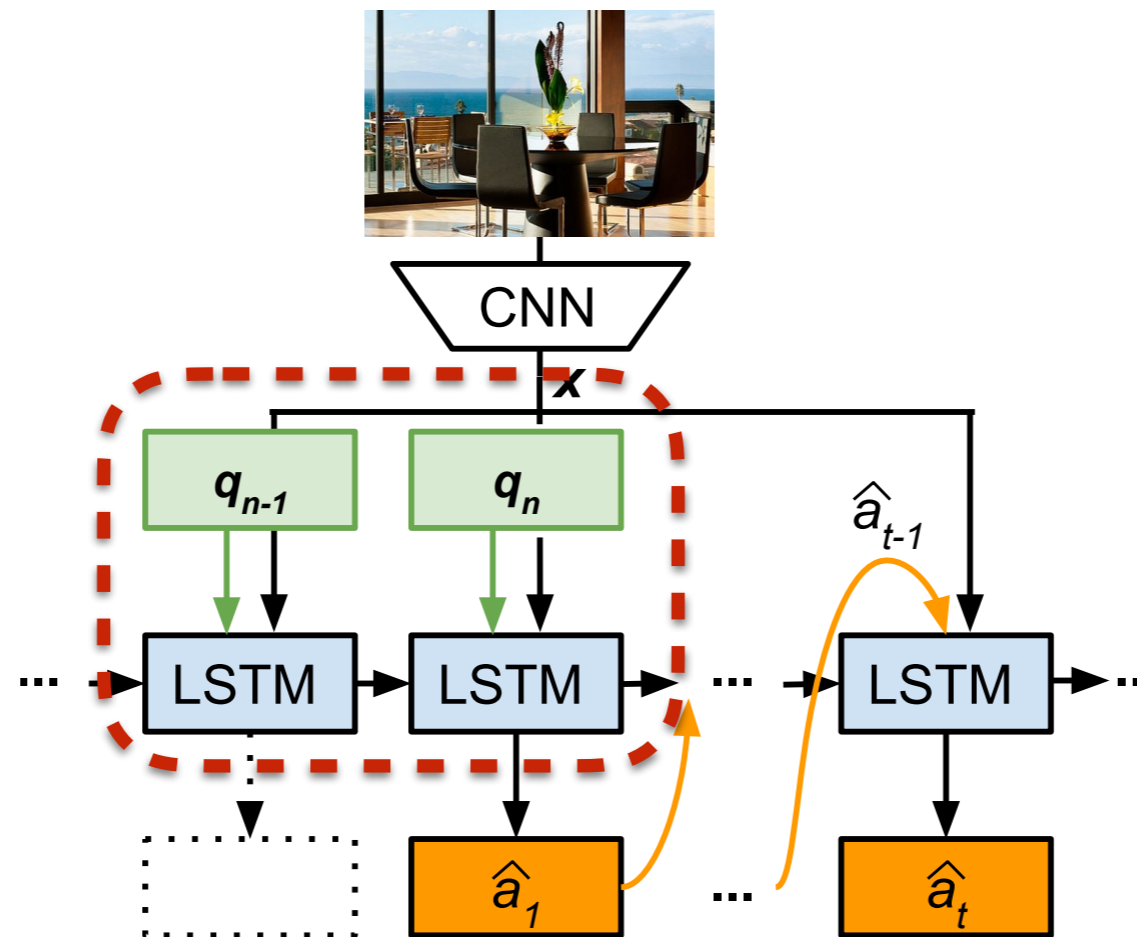 CNN
x
q_{n-1} q_n
â_{t-1}
... LSTM LSTM ... LSTM ...
â_1 ... â_t